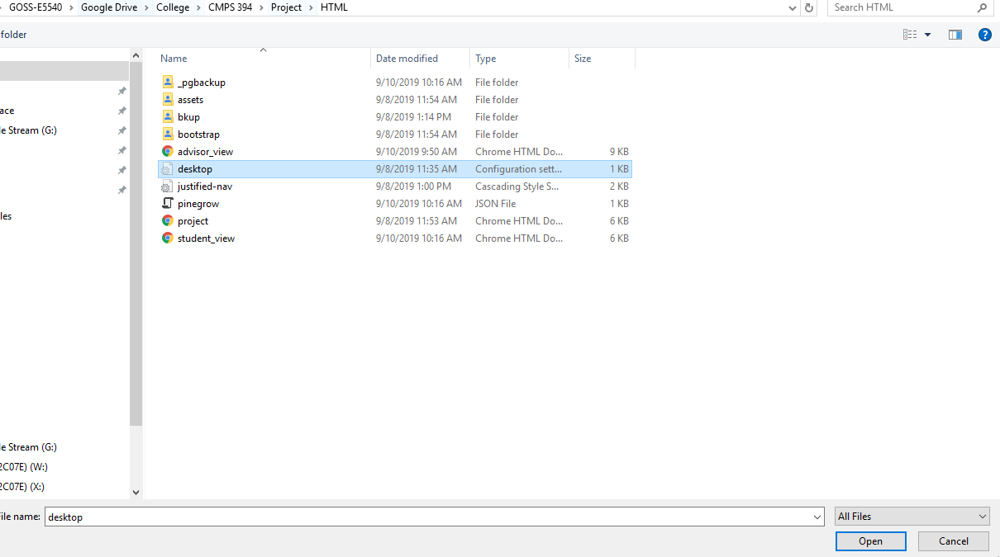 GOSS-E5540 > Google Drive > College > CMPS 394 > Project > HTML
Search HTML
folder
Name Date modified Type Size
_pgbackup 9/10/2019 10:16 AM File folder
assets 9/8/2019 11:54 AM File folder
bkup 9/8/2019 1:14 PM File folder
bootstrap 9/8/2019 11:54 AM File folder
advisor_view 9/10/2019 9:50 AM Chrome HTML Do... 9 KB
desktop 9/8/2019 11:35 AM Configuration sett... 1 KB
justified-nav 9/8/2019 1:00 PM Cascading Style S... 2 KB
pinegrow 9/10/2019 10:16 AM JSON File 1 KB
project 9/8/2019 11:53 AM Chrome HTML Do... 6 KB
student_view 9/10/2019 10:16 AM Chrome HTML Do... 6 KB
ace
le Stream (G:)
les
le Stream (G:)
2C07E) (W:)
2C07E) (X:)
File name: desktop
All Files
Open Cancel